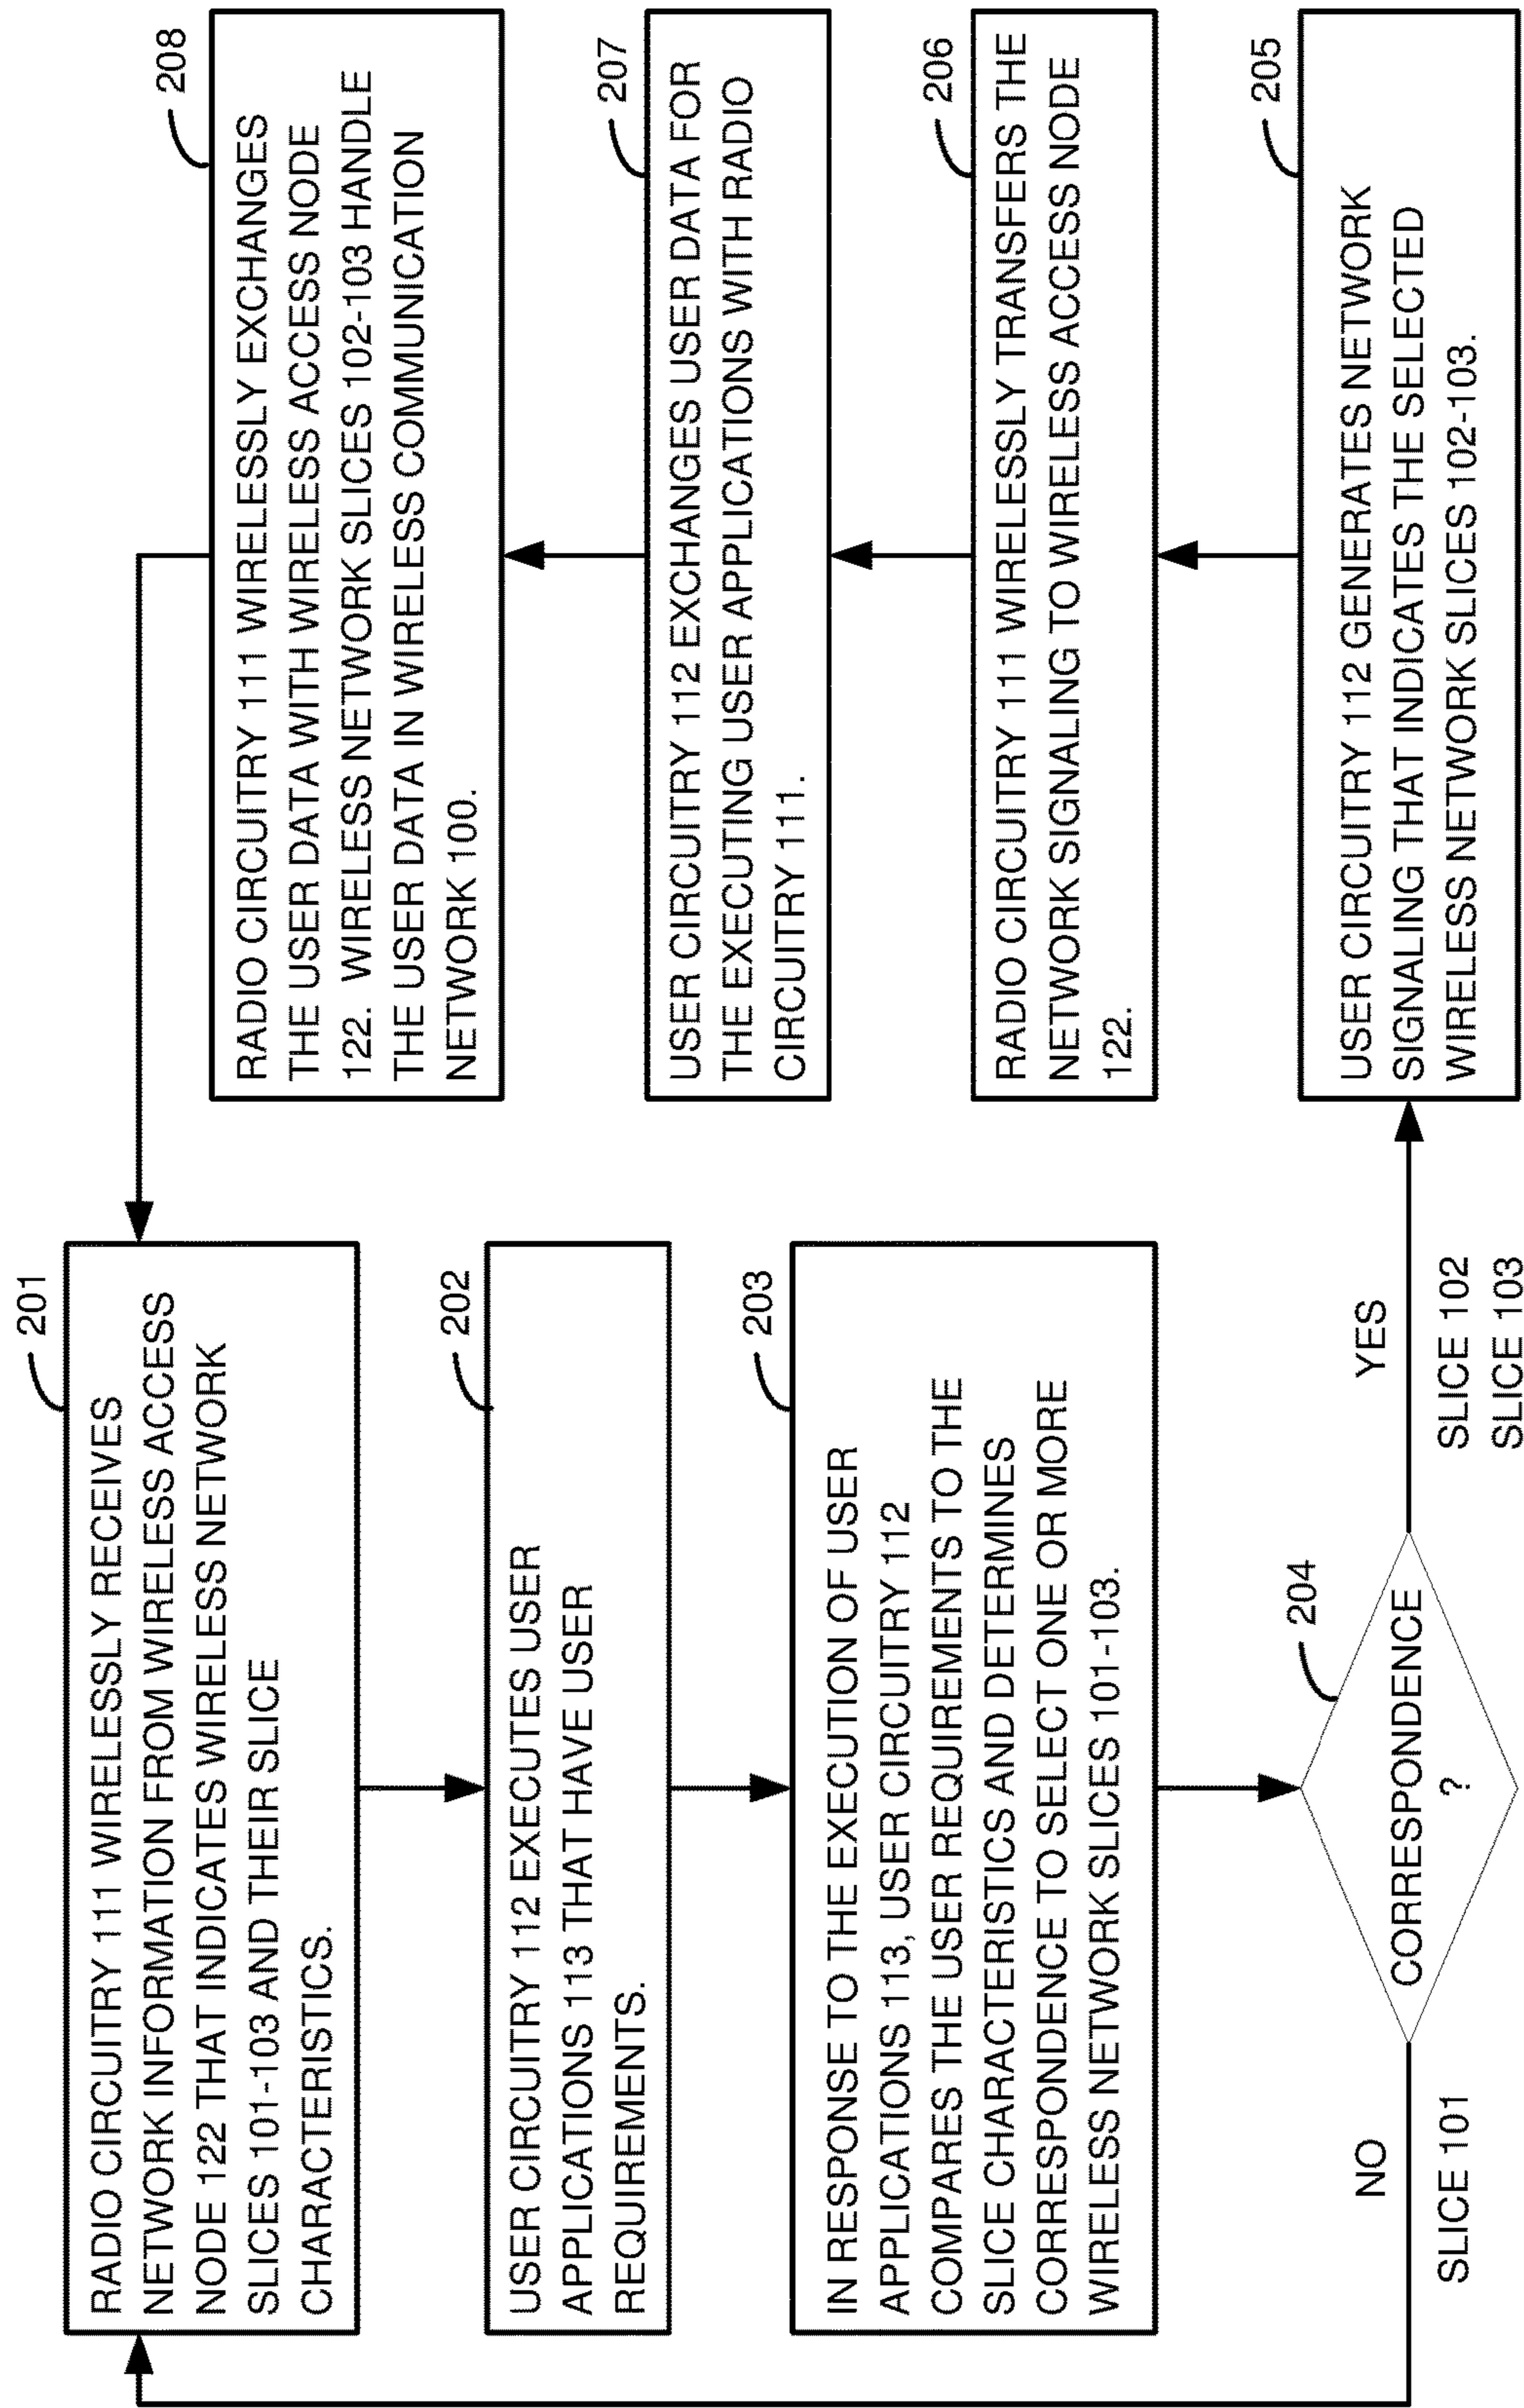 201
RADIO CIRCUITRY 111 WIRELESSLY RECEIVES
NETWORK INFORMATION FROM WIRELESS ACCESS
NODE 122 THAT INDICATES WIRELESS NETWORK
SLICES 101-103 AND THEIR SLICE
CHARACTERISTICS.
202
USER CIRCUITRY 112 EXECUTES USER
APPLICATIONS 113 THAT HAVE USER
REQUIREMENTS.
203
IN RESPONSE TO THE EXECUTION OF USER
APPLICATIONS 113, USER CIRCUITRY 112
COMPARES THE USER REQUIREMENTS TO THE
SLICE CHARACTERISTICS AND DETERMINES
CORRESPONDENCE TO SELECT ONE OR MORE
WIRELESS NETWORK SLICES 101-103.
204
CORRESPONDENCE
?
NO
SLICE 101
YES
SLICE 102
SLICE 103
205
USER CIRCUITRY 112 GENERATES NETWORK
SIGNALING THAT INDICATES THE SELECTED
WIRELESS NETWORK SLICES 102-103.
206
RADIO CIRCUITRY 111 WIRELESSLY TRANSFERS THE
NETWORK SIGNALING TO WIRELESS ACCESS NODE
122.
207
USER CIRCUITRY 112 EXCHANGES USER DATA FOR
THE EXECUTING USER APPLICATIONS WITH RADIO
CIRCUITRY 111.
208
RADIO CIRCUITRY 111 WIRELESSLY EXCHANGES
THE USER DATA WITH WIRELESS ACCESS NODE
122. WIRELESS NETWORK SLICES 102-103 HANDLE
THE USER DATA IN WIRELESS COMMUNICATION
NETWORK 100.